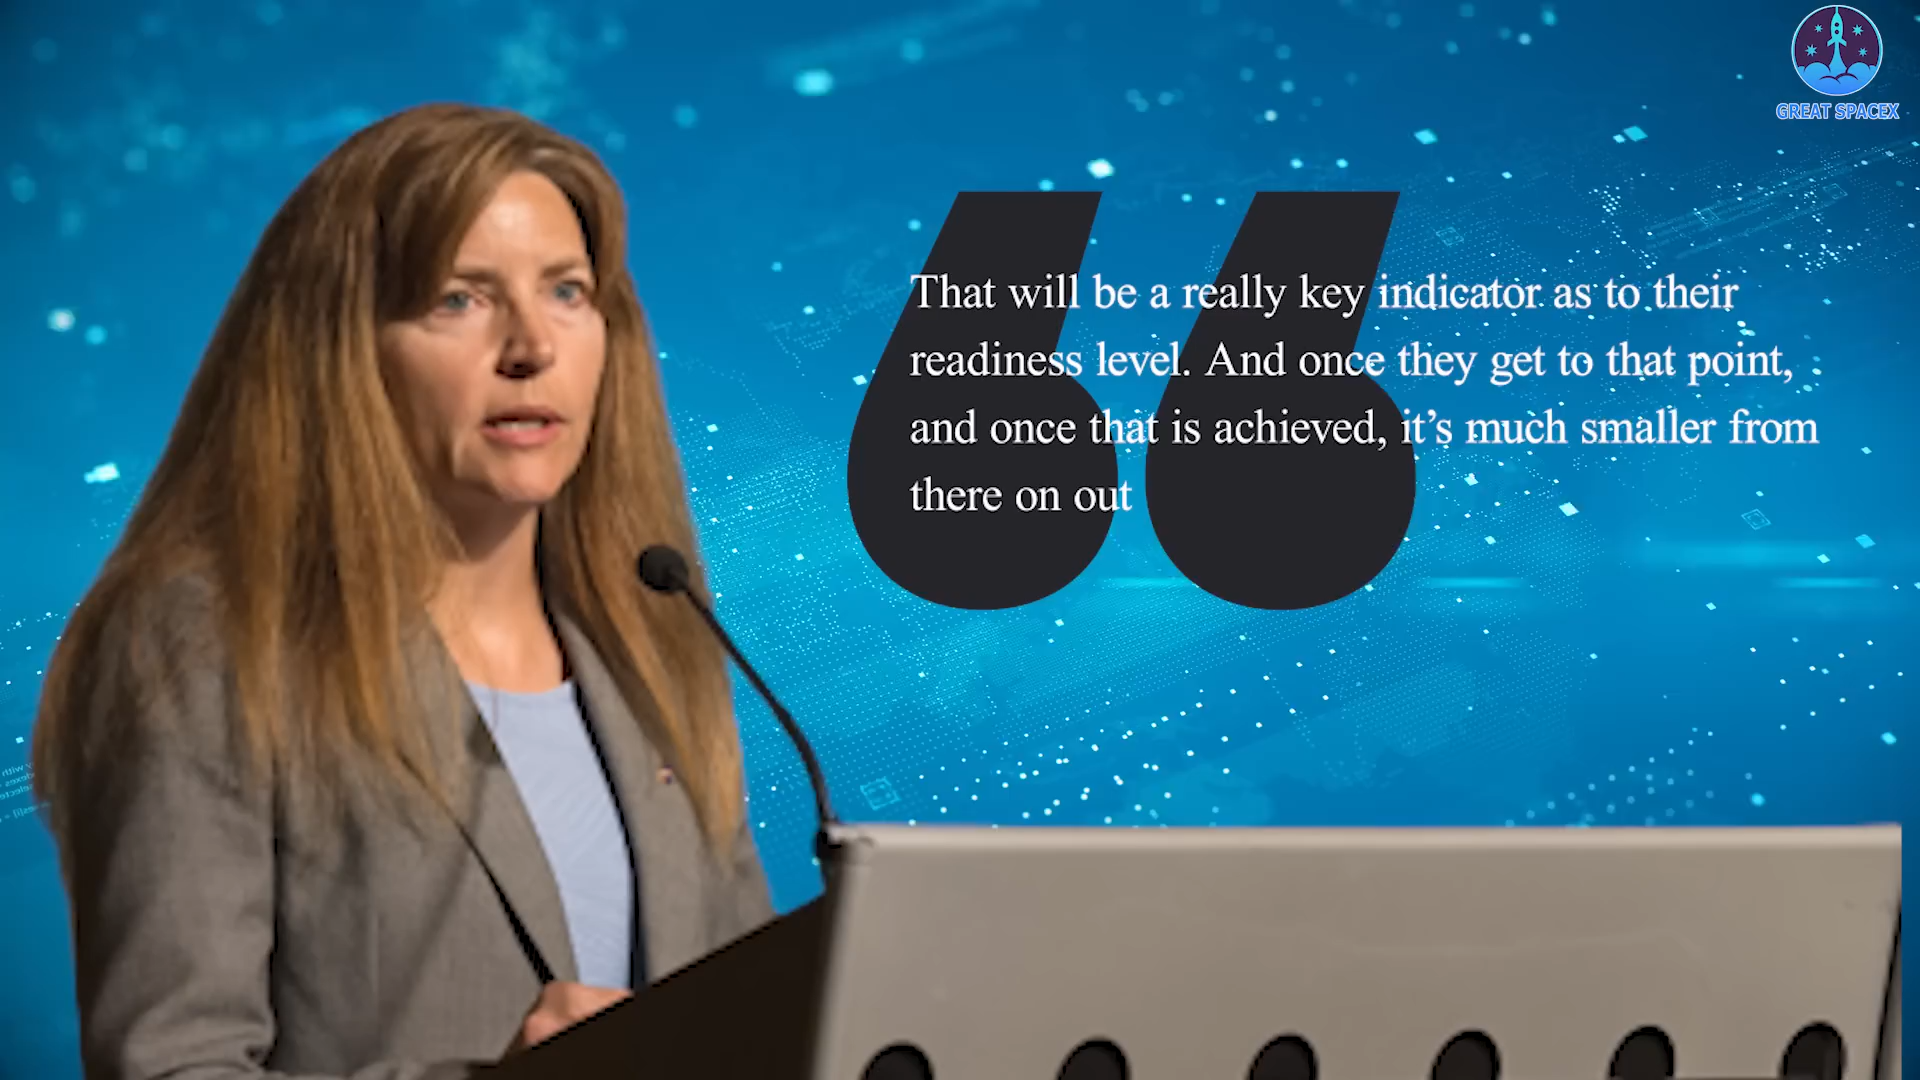 GREAT SPACEX
That will be a really key indicator as to their
readiness level. And once they get to that point,
and once that is achieved, it’s much smaller from
there on out